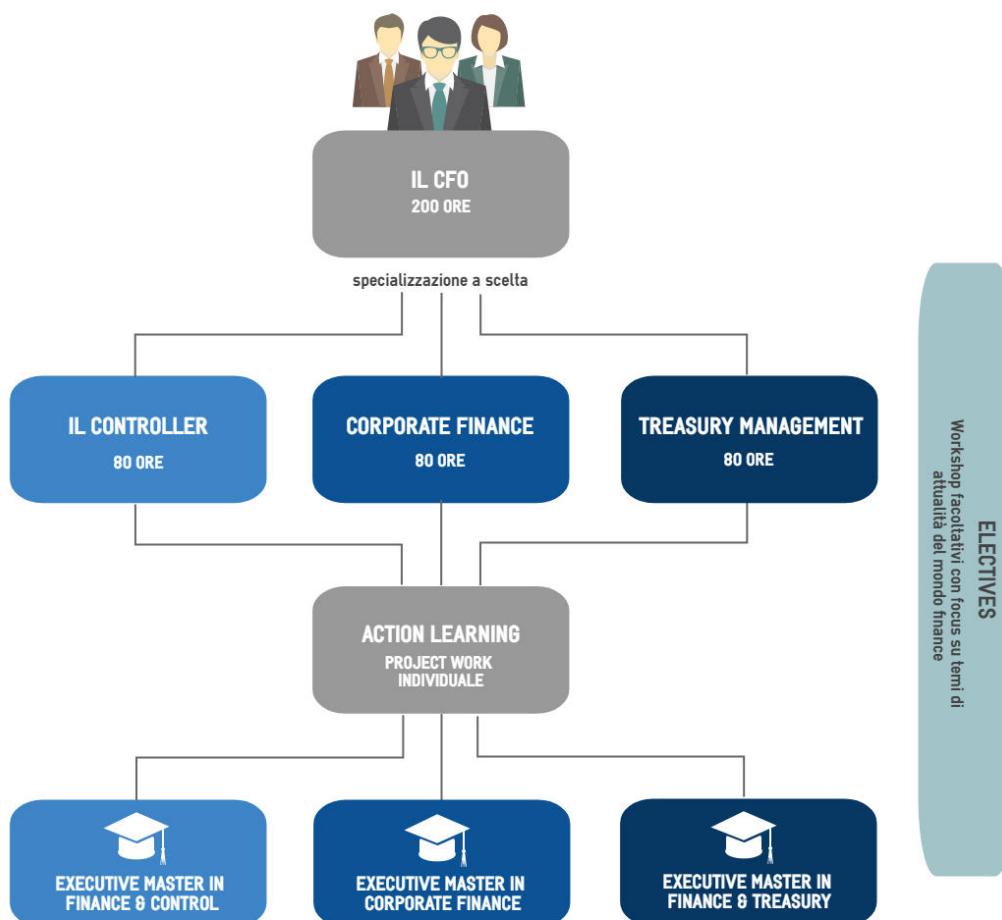 IL CFO
200 ORE
specializzazione a scelta
IL CONTROLLER
80 ORE
CORPORATE FINANCE
80 ORE
TREASURY MANAGEMENT
80 ORE
ACTION LEARNING
PROJECT WORK
INDIVIDUALE
EXECUTIVE MASTER IN
FINANCE & CONTROL
EXECUTIVE MASTER IN
CORPORATE FINANCE
EXECUTIVE MASTER IN
FINANCE & TREASURY
ELECTIVES
Workshop facoltativi con focus su temi di
attualità del mondo finance